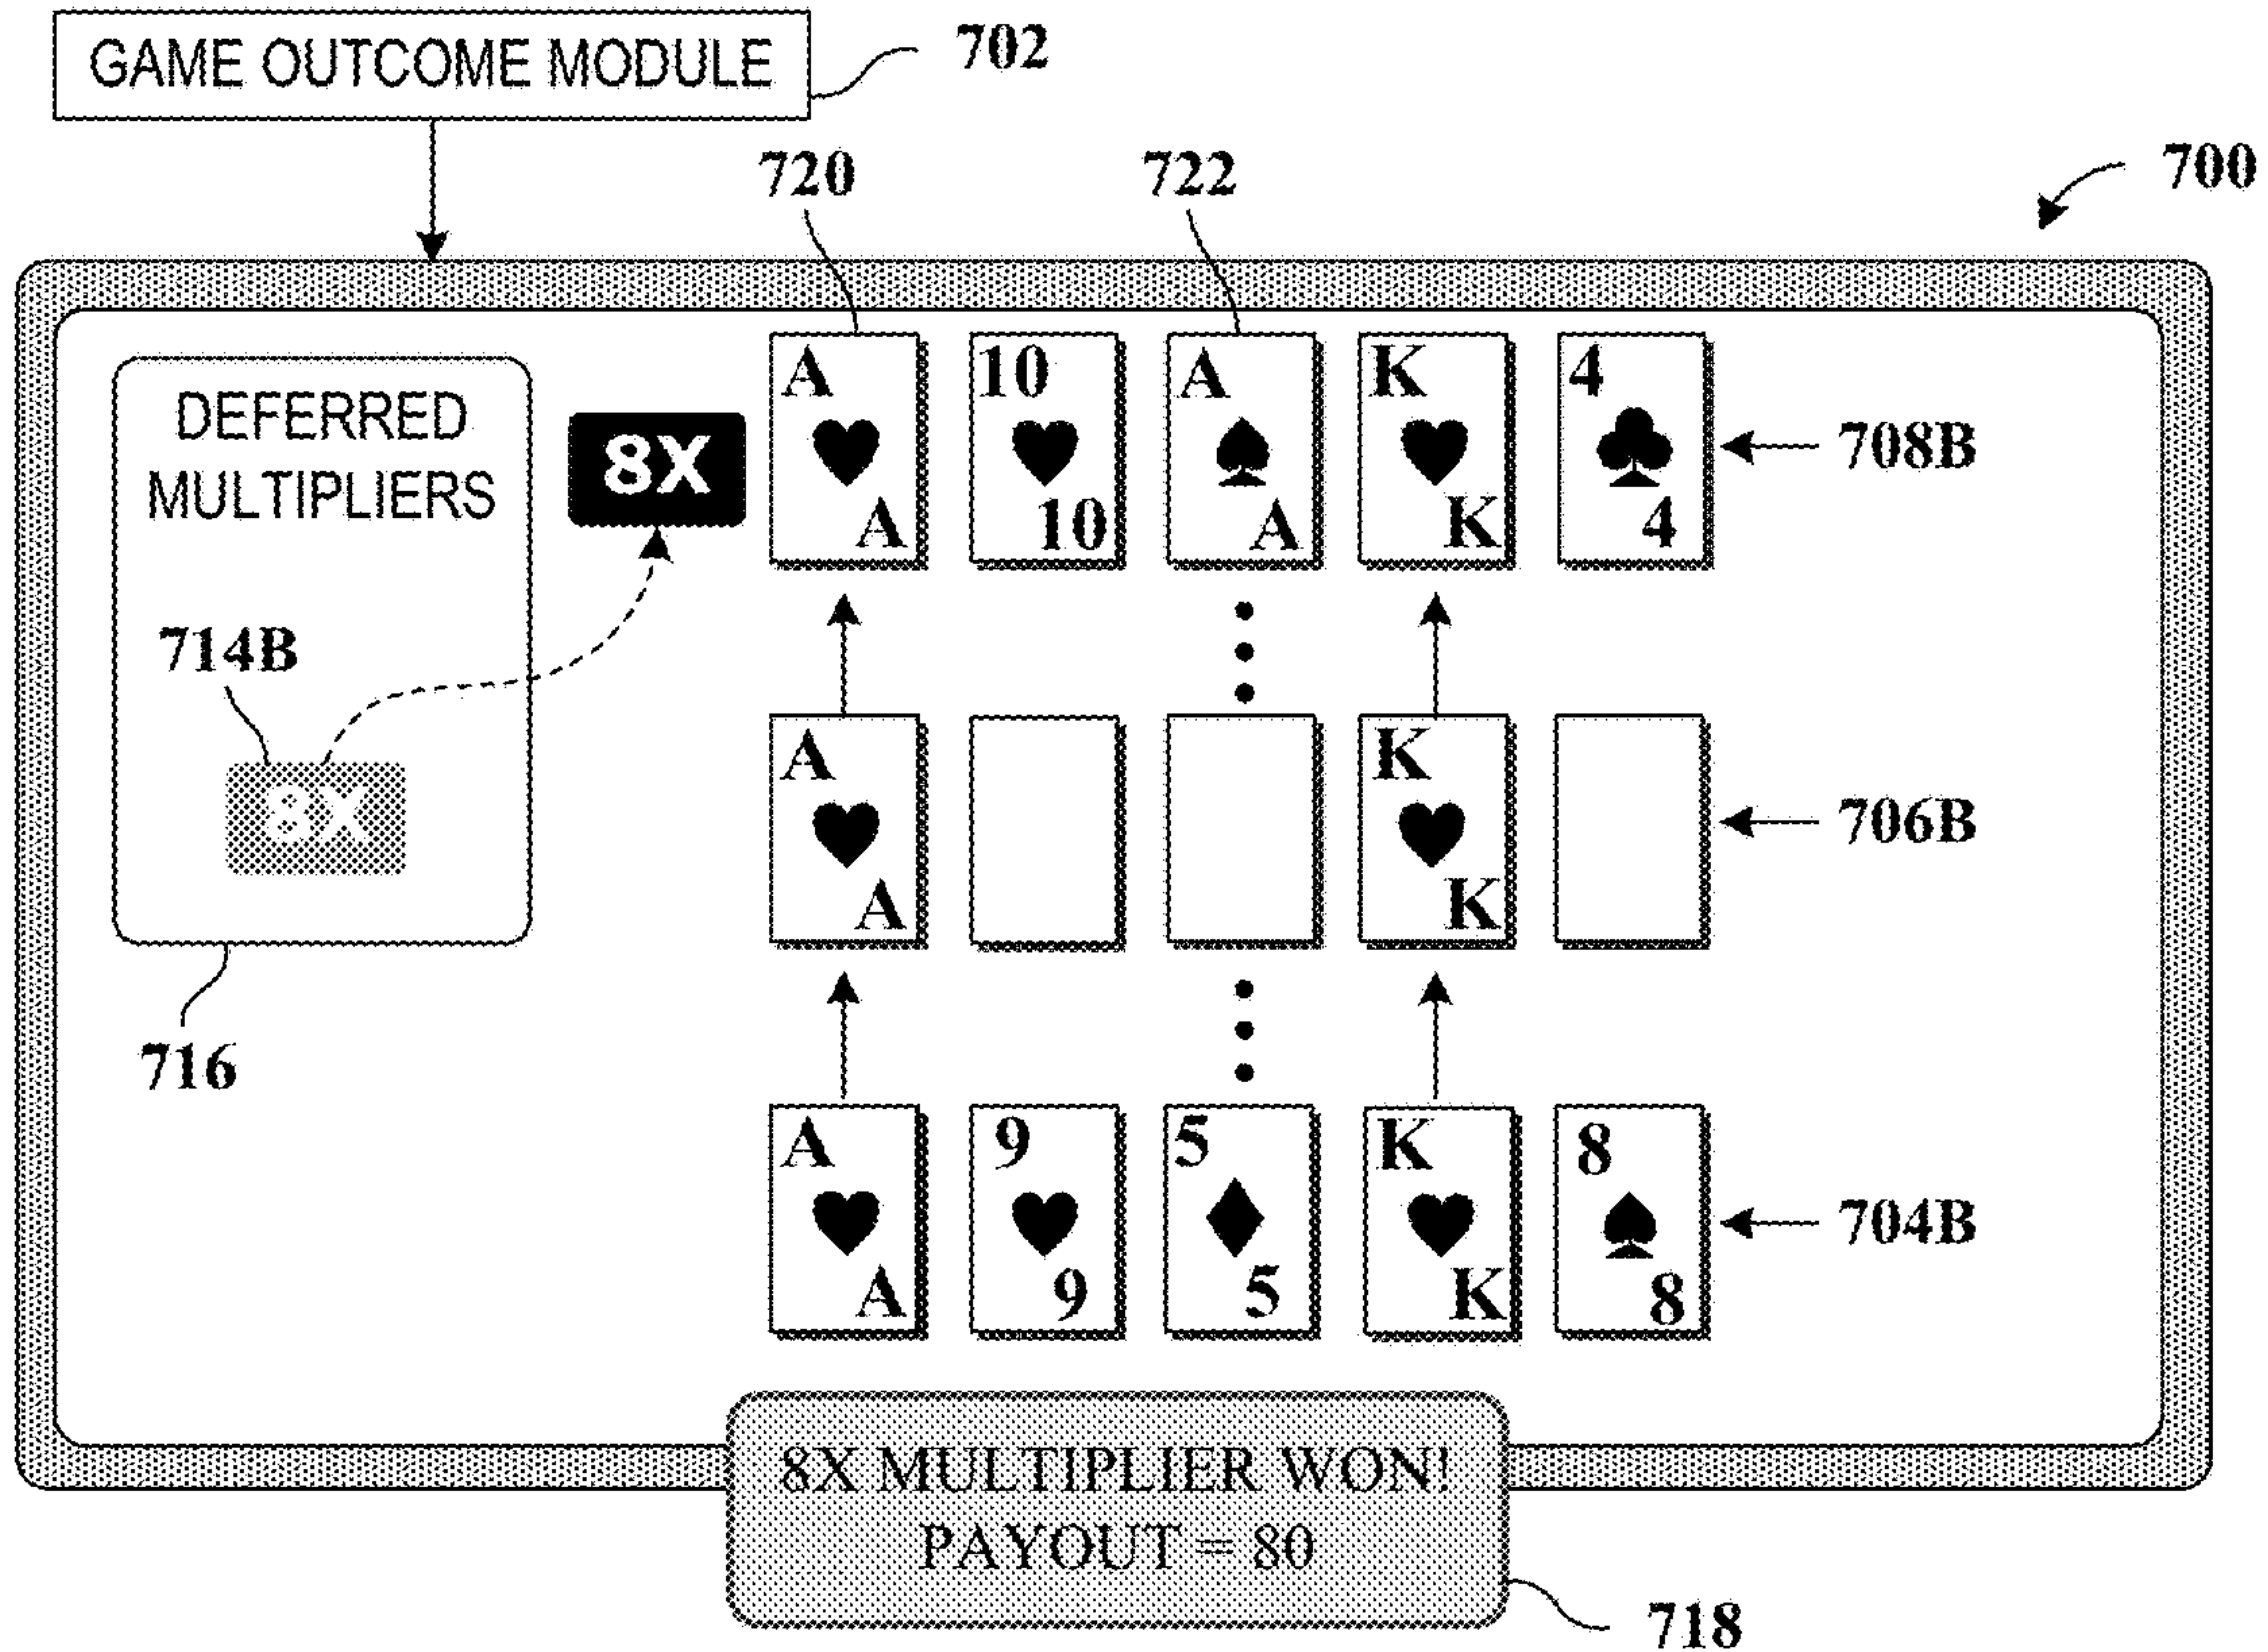 GAME OUTCOME MODULE
702
720
722
700
DEFERRED
MULTIPLIERS
8X
A
A
10
10
A
A
K
K
4
4
708B
714B
8X
716
A
A
K
K
706B
A
A
9
9
5
5
K
K
8
8
704B
8X MULTIPLIER WON!
PAYOUT = 80
718